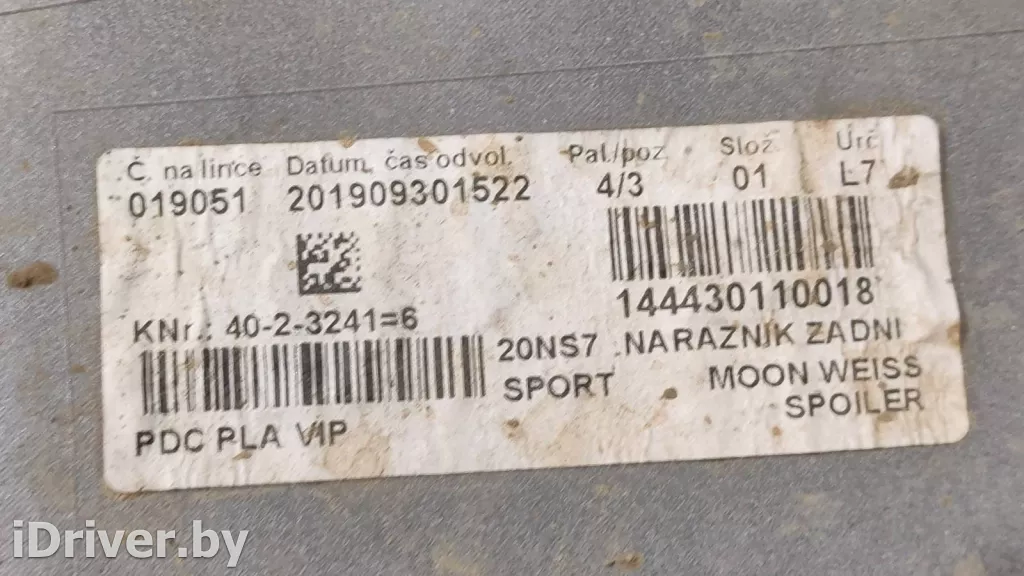 Č. na lince Datum, čas odvol. Pal./poz. Slož. Urč
019051 201909301522 4/3 01 L7
144430110018
KNr.: 40-2-3241=6
20NS7 .NARAZNIK ZADNI
SPORT MOON WEISS
SPOILER
PDC PLA VIP
iDriver.by